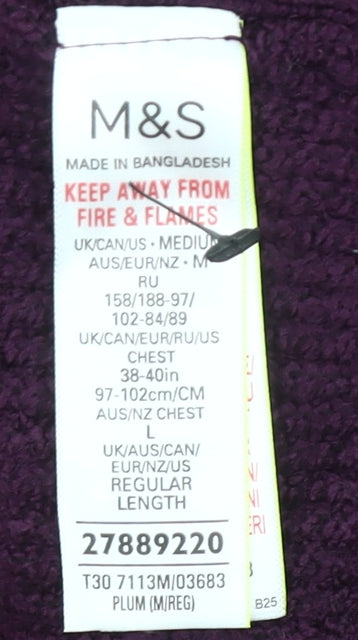 M&S
MADE IN BANGLADESH
KEEP AWAY FROM
FIRE & FLAMES
UK/CAN/US • MEDIUM
AUS/EUR/NZ • M
RU
158/188-97/
102-84/89
UK/CAN/EUR/RU/US
CHEST
38-40in
97-102cm/CM
AUS/NZ CHEST
L
UK/AUS/CAN/
EUR/NZ/US
REGULAR
LENGTH
27889220
T30 7113M/03683
PLUM (M/REG)
B25